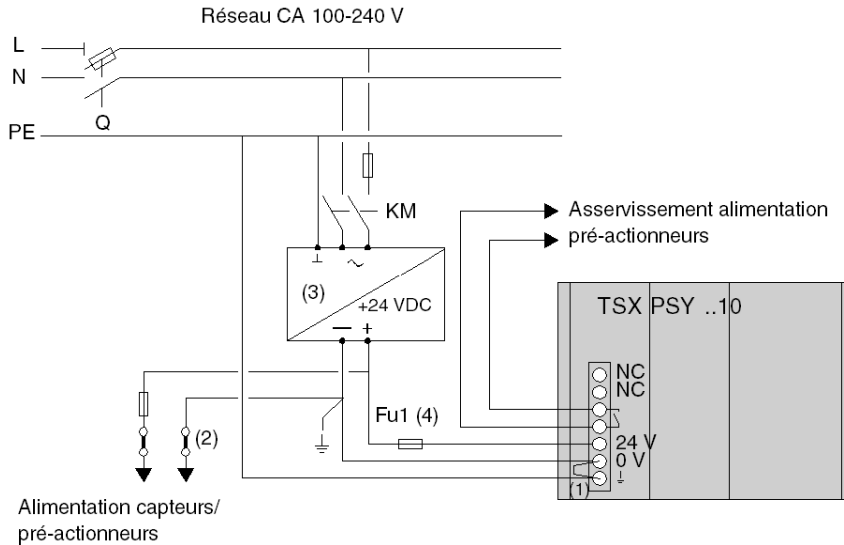 Réseau CA 100-240 V
L
N
Q
PE
KM
Asservissement alimentation
pré-actionneurs
(3)
+24 VDC
— +
TSX PSY ..10
NC
NC
Fu1 (4)
(2)
24 V
0 V
(1)
Alimentation capteurs/
pré-actionneurs